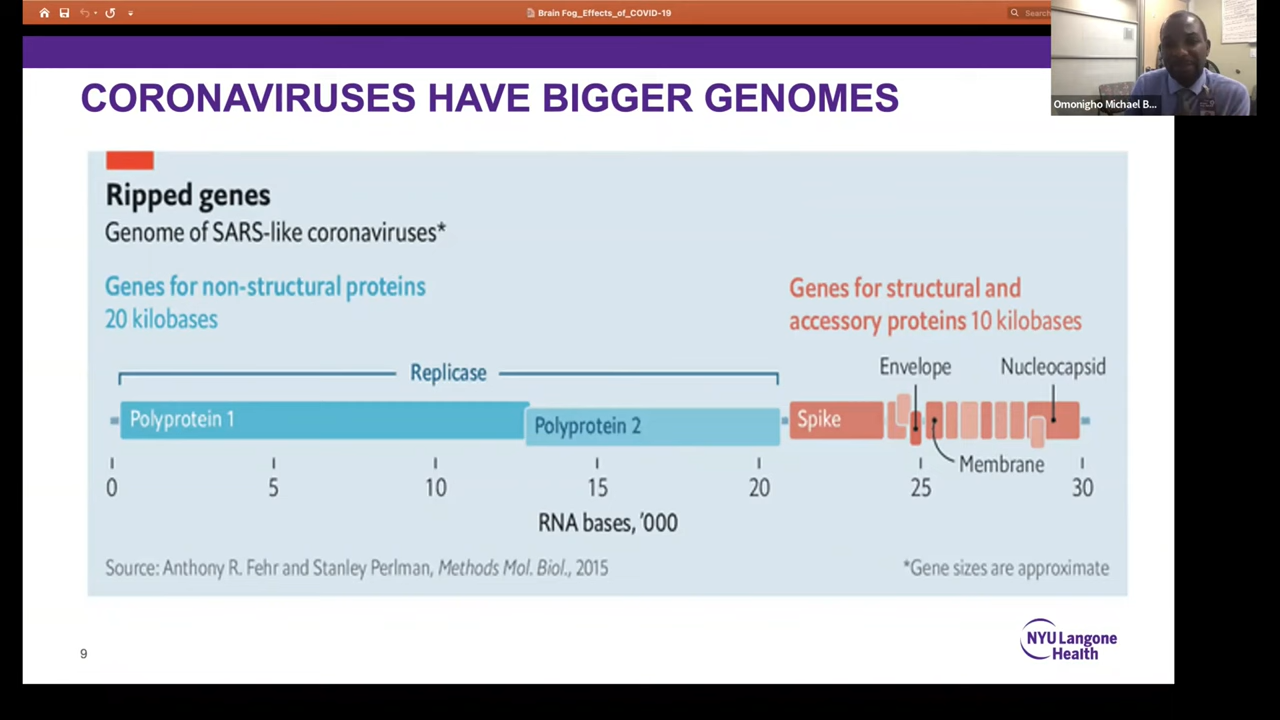 Brain Fog_Effects_of_COVID-19
Search
Omonigho Michael B...
CORONAVIRUSES HAVE BIGGER GENOMES
Ripped genes
Genome of SARS-like coronaviruses*
Genes for non-structural proteins
20 kilobases
Genes for structural and
accessory proteins 10 kilobases
Replicase
Envelope
Nucleocapsid
Polyprotein 1
Polyprotein 2
Spike
Membrane
0 5 10 15 20 25 30
RNA bases, '000
Source: Anthony R. Fehr and Stanley Perlman, Methods Mol. Biol., 2015
*Gene sizes are approximate
9
NYU Langone
Health